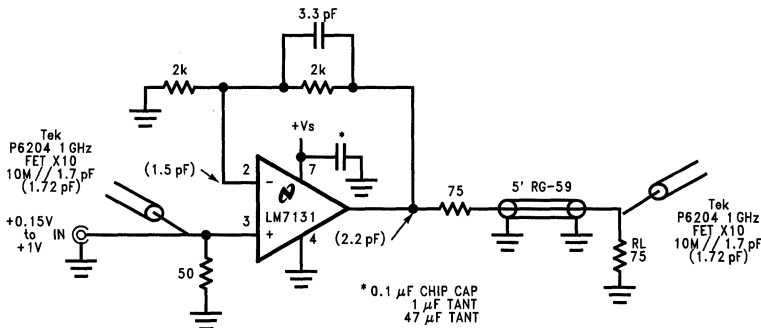 3.3 pF
2k
2k
+Vs
*
Tek
P6204 1 GHz
FET X10
10M // 1.7 pF
(1.72 pF)
(1.5 pF)
2
7
−
LM7131
3
+
4
+0.15V
to
+1V
IN
50
(2.2 pF)
75
5' RG-59
Tek
P6204 1 GHz
FET X10
10M // 1.7 pF
(1.72 pF)
RL
75
* 0.1 μF CHIP CAP
1 μF TANT
47 μF TANT